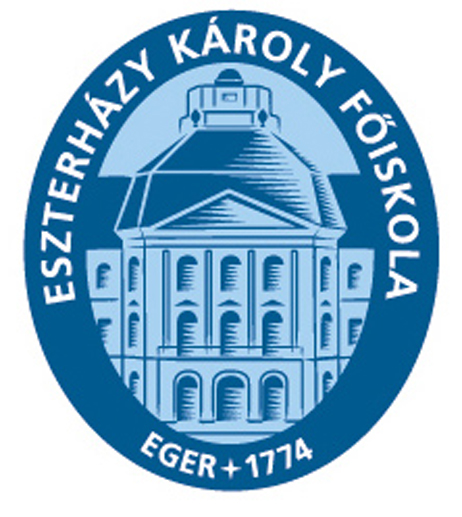 ESZTERHÁZY KÁROLY FŐISKOLA
EGER + 1774